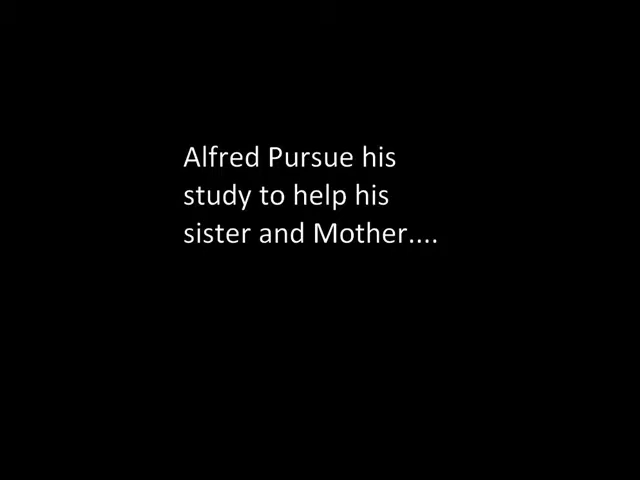 Alfred Pursue his
study to help his
sister and Mother....